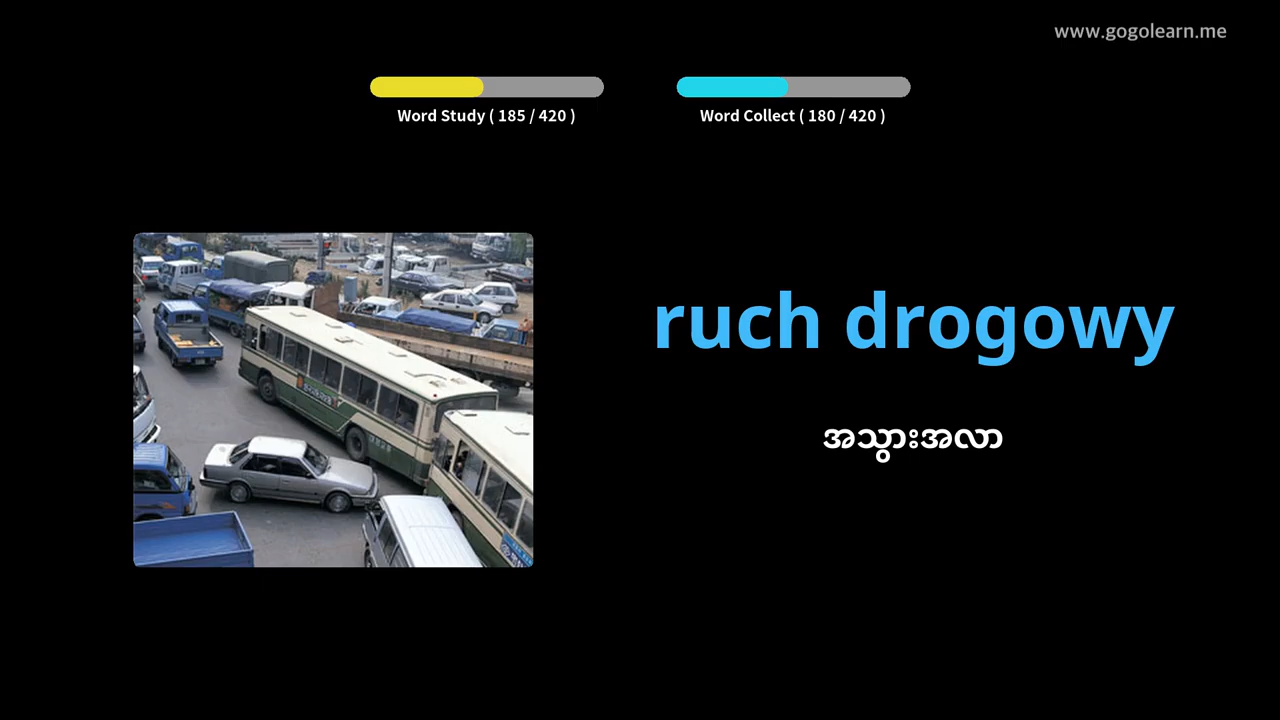 www.gogolearn.me
Word Study ( 185 / 420 )
Word Collect ( 180 / 420 )
ruch drogowy
အသွားအလာ